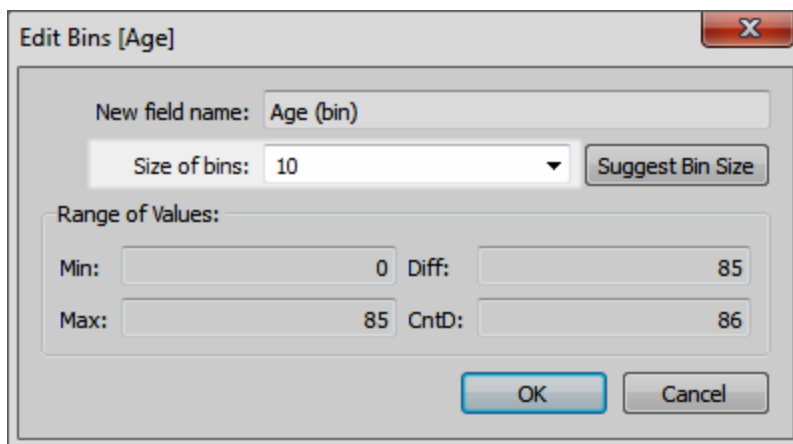 Edit Bins [Age]
New field name: Age (bin)
Size of bins: 10 Suggest Bin Size
Range of Values:
Min: 0 Diff: 85
Max: 85 CntD: 86
OK Cancel